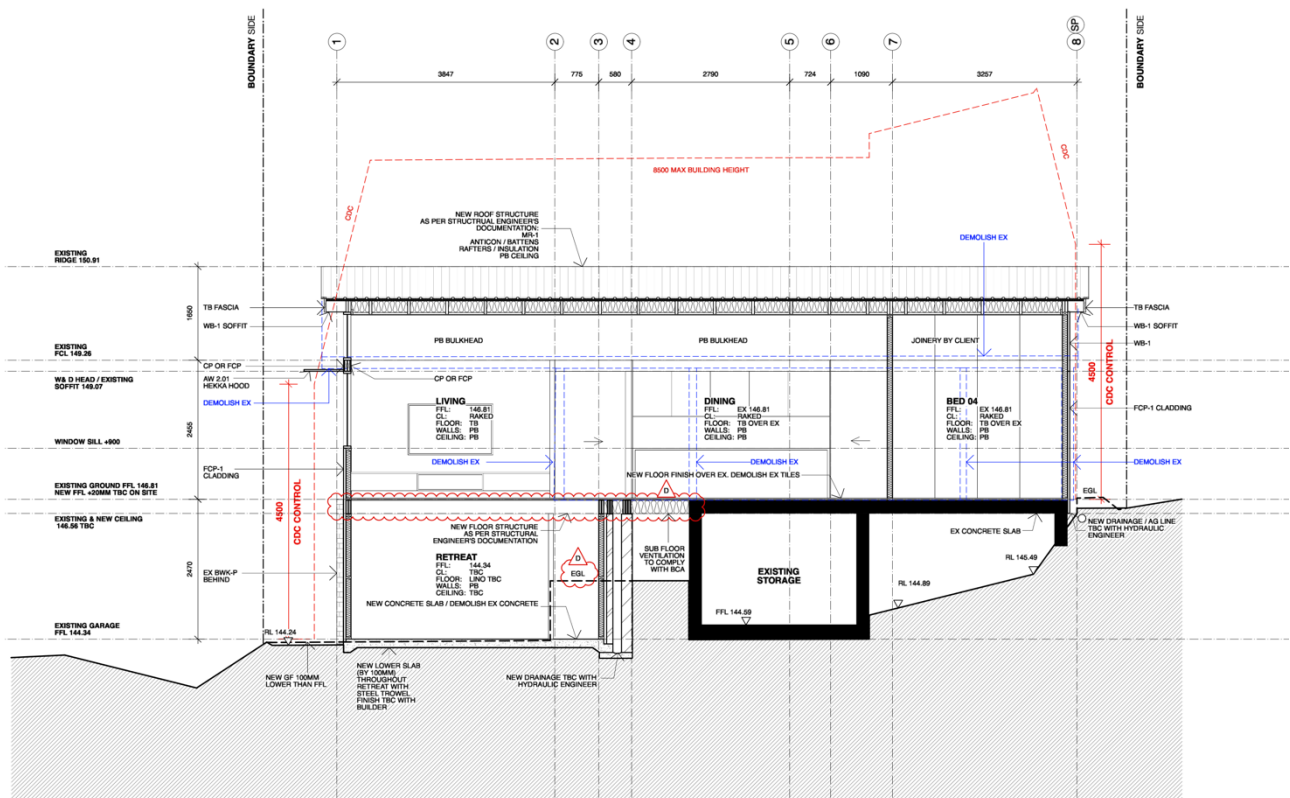 BOUNDARY SIDE
1
2
3
4
5
6
7
8 SP
BOUNDARY SIDE
3847
775
580
2790
724
1090
3257
8500 MAX BUILDING HEIGHT
CDC
CDC
NEW ROOF STRUCTURE
AS PER STRUCTRUAL ENGINEER'S
DOCUMENTATION:
MR-1
ANTICON / BATTENS
RAFTERS / INSULATION
PB CEILING
DEMOLISH EX
EXISTING
RIDGE 150.91
1650
TB FASCIA
WB-1 SOFFIT
TB FASCIA
WB-1 SOFFIT
EXISTING
FCL 149.26
PB BULKHEAD
PB BULKHEAD
JOINERY BY CLIENT
WB-1
CP OR FCP
CP OR FCP
AW 2.01
HEKKA HOOD
W& D HEAD / EXISTING
SOFFIT 149.07
DEMOLISH EX
4500
CDC CONTROL
LIVING
FFL: 146.81
CL: RAKED
FLOOR: TB
WALLS: PB
CEILING: PB
DINING
FFL: EX 146.81
CL: RAKED
FLOOR: TB OVER EX
WALLS: PB
CEILING: PB
BED 04
FFL: EX 146.81
CL: RAKED
FLOOR: TB OVER EX
WALLS: PB
CEILING: PB
FCP-1 CLADDING
2455
WINDOW SILL +900
DEMOLISH EX
DEMOLISH EX
DEMOLISH EX
FCP-1
CLADDING
NEW FLOOR FINISH OVER EX. DEMOLISH EX TILES
D
EXISTING GROUND FFL 146.81
NEW FFL +20MM TBC ON SITE
EGL
EXISTING & NEW CEILING
146.56 TBC
4500
CDC CONTROL
NEW FLOOR STRUCTURE
AS PER STRUCTURAL
ENGINEER'S DOCUMENTATION
EX CONCRETE SLAB
NEW DRAINAGE / AG LINE
TBC WITH HYDRAULIC
ENGINEER
RETREAT
FFL: 144.34
CL: TBC
FLOOR: LINO TBC
WALLS: PB
CEILING: TBC
D
EGL
SUB FLOOR
VENTILATION
TO COMPLY
WITH BCA
EXISTING
STORAGE
RL 145.49
RL 144.89
2470
EX BWK-P
BEHIND
NEW CONCRETE SLAB / DEMOLISH EX CONCRETE
FFL 144.59
EXISTING GARAGE
FFL 144.34
RL 144.24
NEW GF 100MM
LOWER THAN FFL
NEW LOWER SLAB
(BY 100MM)
THROUGHOUT
RETREAT WITH
STEEL TROWEL
FINISH TBC WITH
BUILDER
NEW DRAINAGE TBC WITH
HYDRAULIC ENGINEER